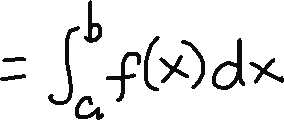 = ∫_a^b f(x)dx